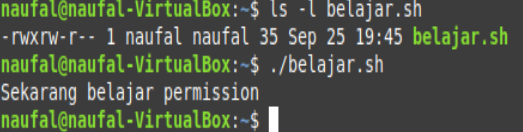 naufal@naufal-VirtualBox:~$ ls -l belajar.sh
-rwxrw-r-- 1 naufal naufal 35 Sep 25 19:45 belajar.sh
naufal@naufal-VirtualBox:~$ ./belajar.sh
Sekarang belajar permission
naufal@naufal-VirtualBox:~$